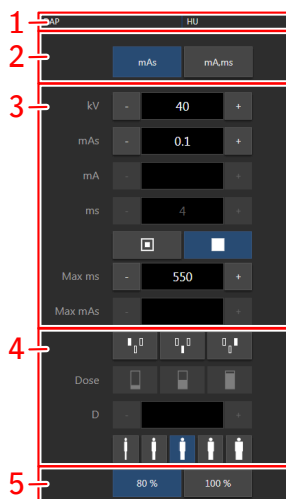 1 AP HU
2 mAs mA,ms
3
kV - 40 +
mAs - 0.1 +
mA - +
ms - 4 +
Max ms - 550 +
Max mAs - +
4
Dose
D - +
5 80 % 100 %